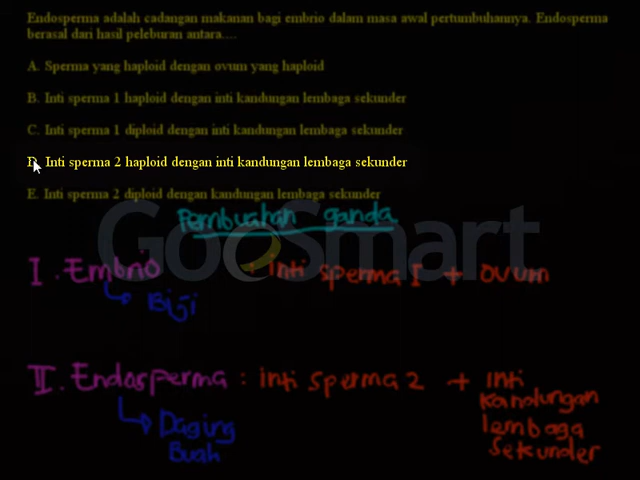 Endosperma adalah cadangan makanan bagi embrio dalam masa awal pertumbuhannya. Endosperma
berasal dari hasil peleburan antara....
A. Sperma yang haploid dengan ovum yang haploid
B. Inti sperma 1 haploid dengan inti kandungan lembaga sekunder
C. Inti sperma 1 diploid dengan inti kandungan lembaga sekunder
D. Inti sperma 2 haploid dengan inti kandungan lembaga sekunder
E. Inti sperma 2 diploid dengan kandungan lembaga sekunder
Pembuahan ganda
GooSmart
I. Embrio : inti sperma I + ovum
Biji
II. Endosperma : inti sperma 2 + inti
kandungan
lembaga
sekunder
Daging
Buah